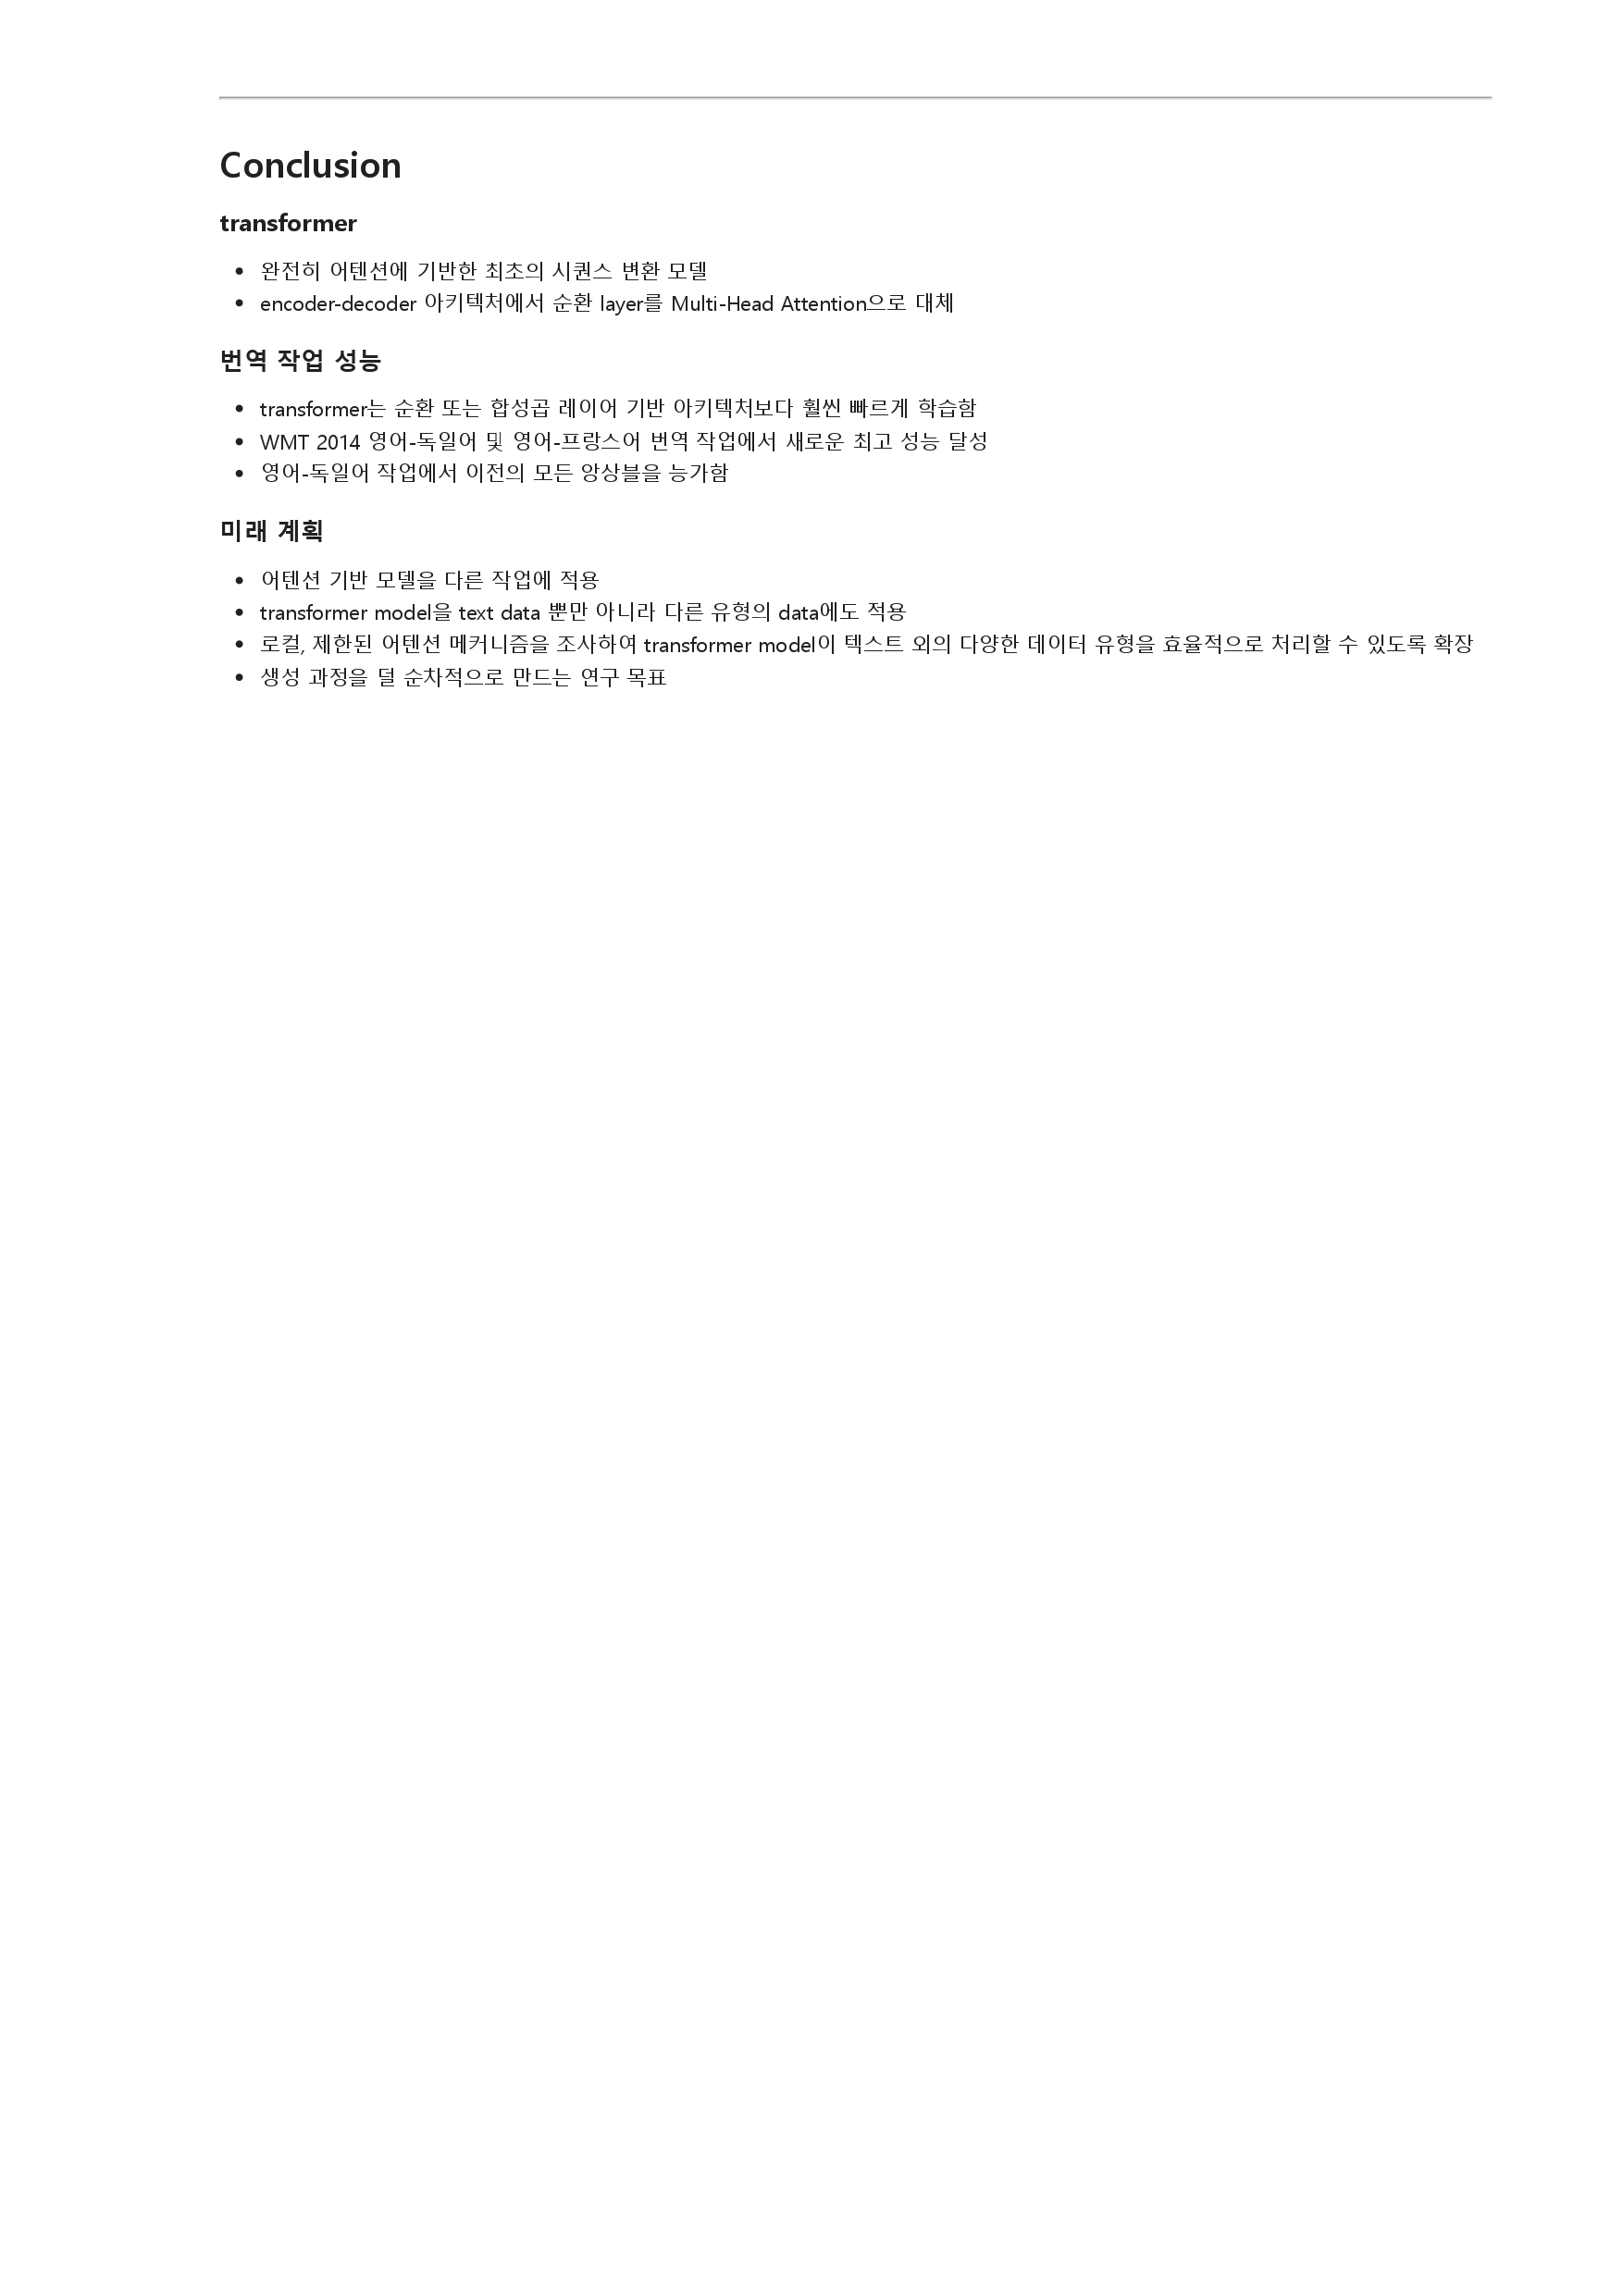 Conclusion
transformer
• 완전히 어텐션에 기반한 최초의 시퀀스 변환 모델
• encoder-decoder 아키텍처에서 순환 layer를 Multi-Head Attention으로 대체
번역 작업 성능
• transformer는 순환 또는 합성곱 레이어 기반 아키텍처보다 훨씬 빠르게 학습함
• WMT 2014 영어-독일어 및 영어-프랑스어 번역 작업에서 새로운 최고 성능 달성
• 영어-독일어 작업에서 이전의 모든 앙상블을 능가함
미래 계획
• 어텐션 기반 모델을 다른 작업에 적용
• transformer model을 text data 뿐만 아니라 다른 유형의 data에도 적용
• 로컬, 제한된 어텐션 메커니즘을 조사하여 transformer model이 텍스트 외의 다양한 데이터 유형을 효율적으로 처리할 수 있도록 확장
• 생성 과정을 덜 순차적으로 만드는 연구 목표